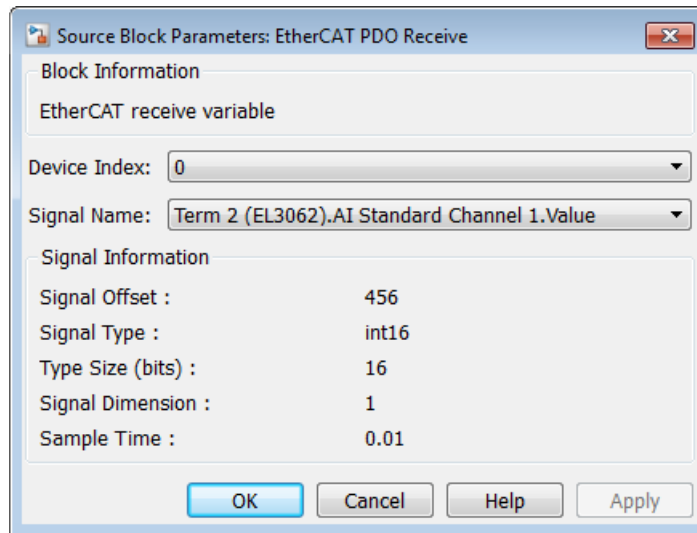 Source Block Parameters: EtherCAT PDO Receive
Block Information
EtherCAT receive variable
Device Index: 0
Signal Name: Term 2 (EL3062).AI Standard Channel 1.Value
Signal Information
Signal Offset : 456
Signal Type : int16
Type Size (bits) : 16
Signal Dimension : 1
Sample Time : 0.01
OK Cancel Help Apply